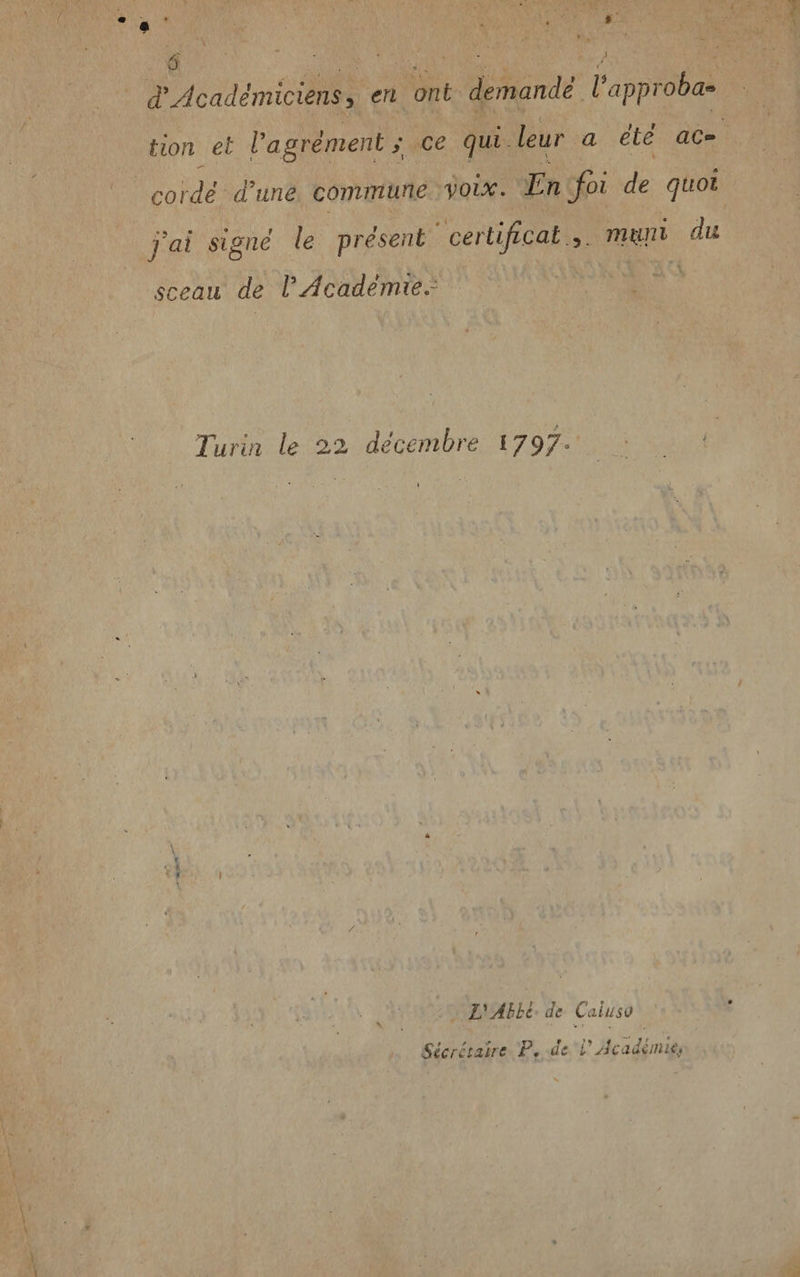 6
d'Académiciens, en ont demandé l'approba-
tion et l'agrément ; ce qui leur a été ac-
cordé d'une commune voix. En foi de quoi
j'ai signé le présent certificat, muni du
sceau de l'Académie.
Turin le 22 décembre 1797.
L'Abbé de Caluso
Sécrétaire P. de l'Académie,